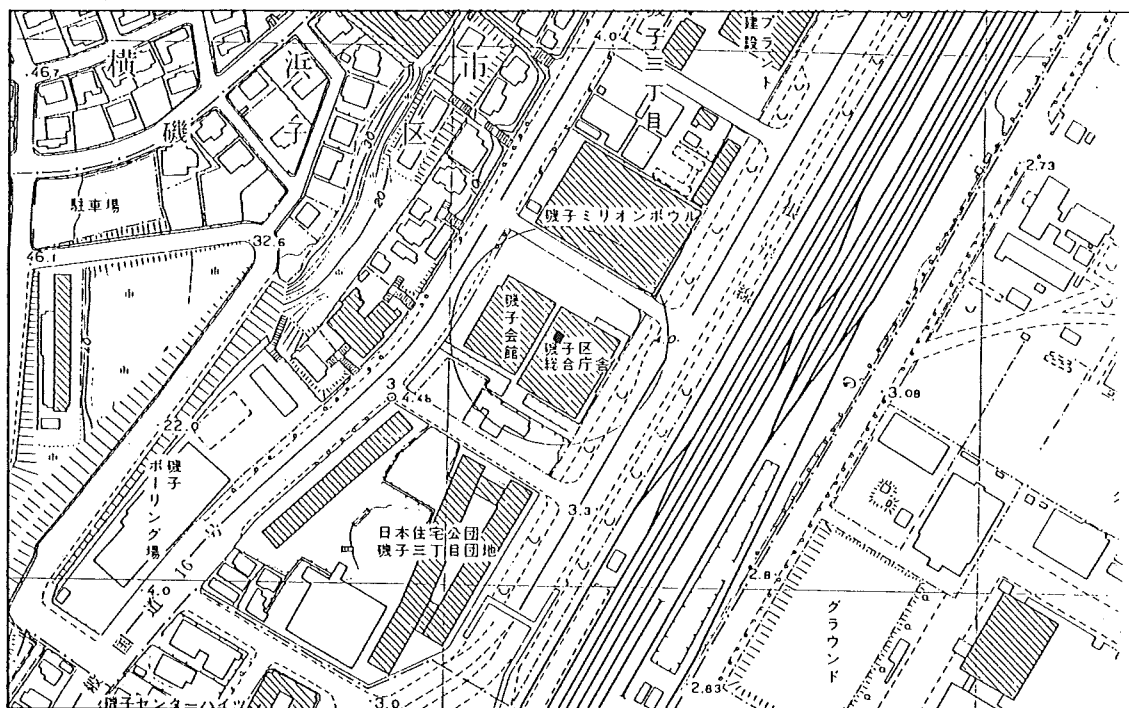 横浜市
磯子区
子三丁目
プラント
建設
46.7
4.0
30
20
2.73
駐車場
磯子ミリオンボウル
46.1
32.6
磯子会館
磯子区
総合庁舎
3.08
22.0
磯子
ボーリング場
3.3
日本住宅公団
磯子三丁目団地
16
4.0
2.8
グラウンド
2.83
磯子センターハイツ
3.0